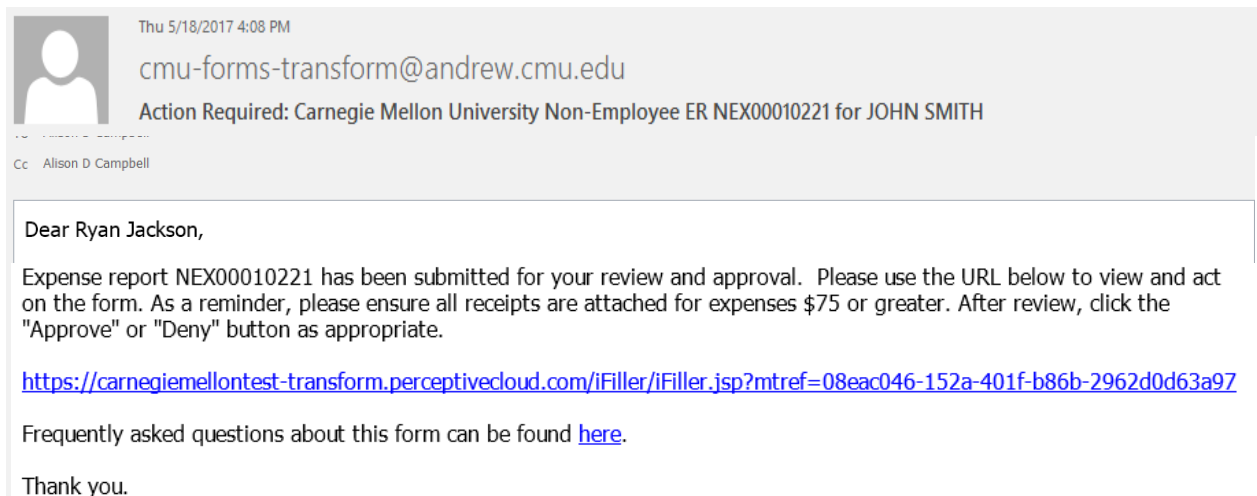 Thu 5/18/2017 4:08 PM
cmu-forms-transform@andrew.cmu.edu
Action Required: Carnegie Mellon University Non-Employee ER NEX00010221 for JOHN SMITH
Cc Alison D Campbell
Dear Ryan Jackson,
Expense report NEX00010221 has been submitted for your review and approval.  Please use the URL below to view and act
on the form. As a reminder, please ensure all receipts are attached for expenses $75 or greater. After review, click the
"Approve" or "Deny" button as appropriate.
https://carnegiemellontest-transform.perceptivecloud.com/iFiller/iFiller.jsp?mtref=08eac046-152a-401f-b86b-2962d0d63a97
Frequently asked questions about this form can be found here.
Thank you.